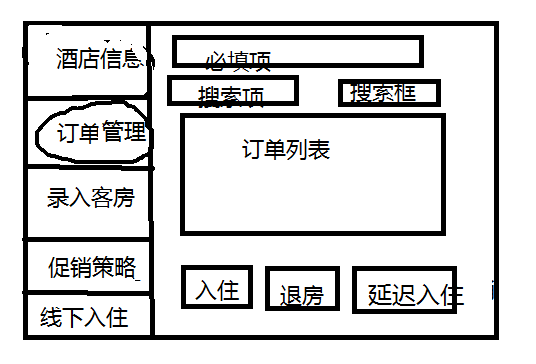 酒店信息
订单管理
录入客房
促销策略
线下入住
必填项
搜索项
搜索框
订单列表
入住
退房
延迟入住